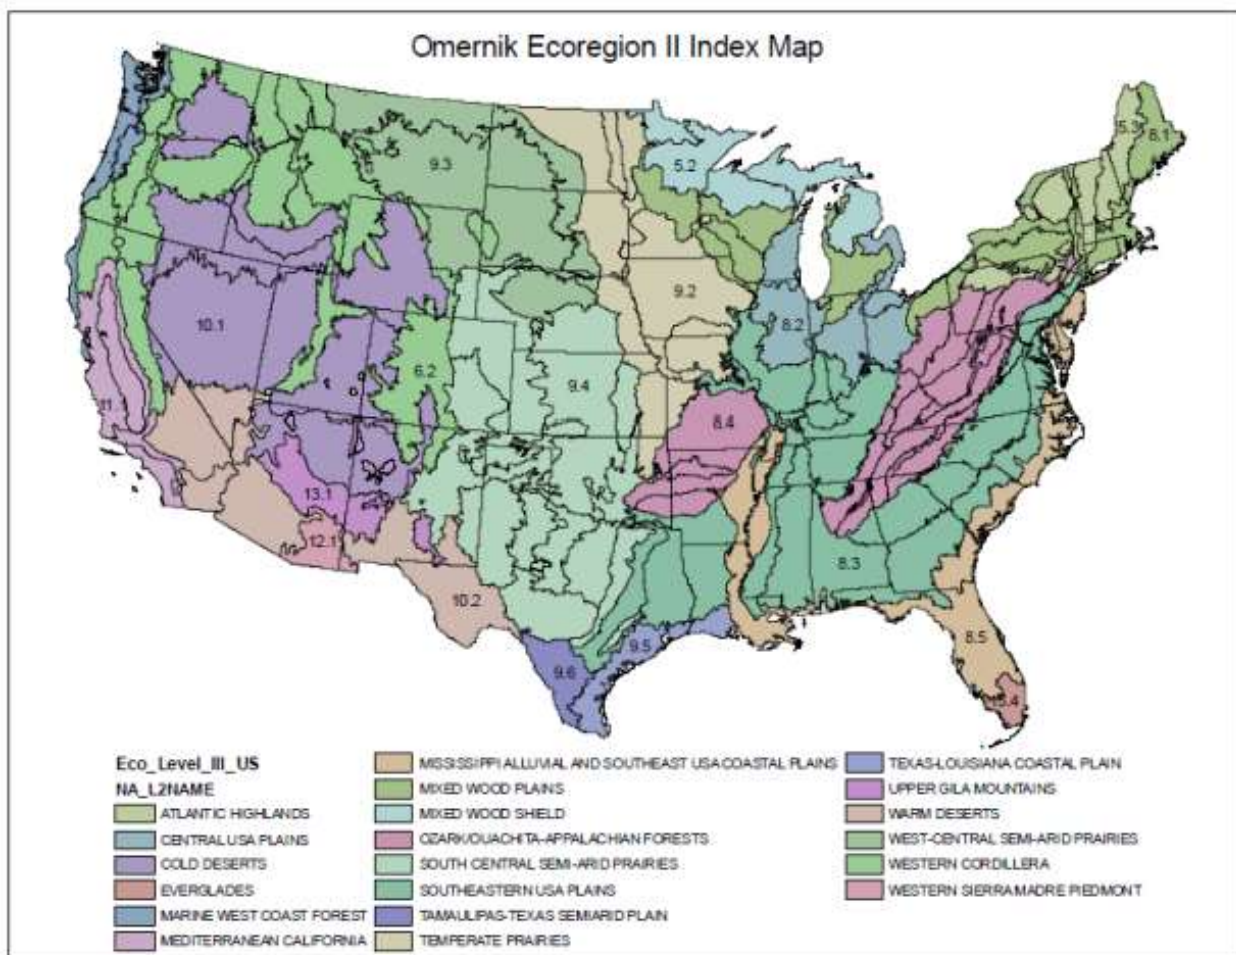 Omernik Ecoregion II Index Map
5.3
8.1
9.3
5.2
9.2
10.1
8.2
6.2
9.4
11.1
8.4
13.1
12.1
8.3
10.2
9.5
8.5
9.6
15.4
Eco_Level_III_US
NA_L2NAME
ATLANTIC HIGHLANDS
CENTRAL USA PLAINS
COLD DESERTS
EVERGLADES
MARINE WEST COAST FOREST
MEDITERRANEAN CALIFORNIA
MISSISSIPPI ALLUVIAL AND SOUTHEAST USA COASTAL PLAINS
MIXED WOOD PLAINS
MIXED WOOD SHIELD
OZARK/OUACHITA-APPALACHIAN FORESTS
SOUTH CENTRAL SEMI-ARID PRAIRIES
SOUTHEASTERN USA PLAINS
TAMAULIPAS-TEXAS SEMIARID PLAIN
TEMPERATE PRAIRIES
TEXAS-LOUISIANA COASTAL PLAIN
UPPER GILA MOUNTAINS
WARM DESERTS
WEST-CENTRAL SEMI-ARID PRAIRIES
WESTERN CORDILLERA
WESTERN SIERRA MADRE PIEDMONT